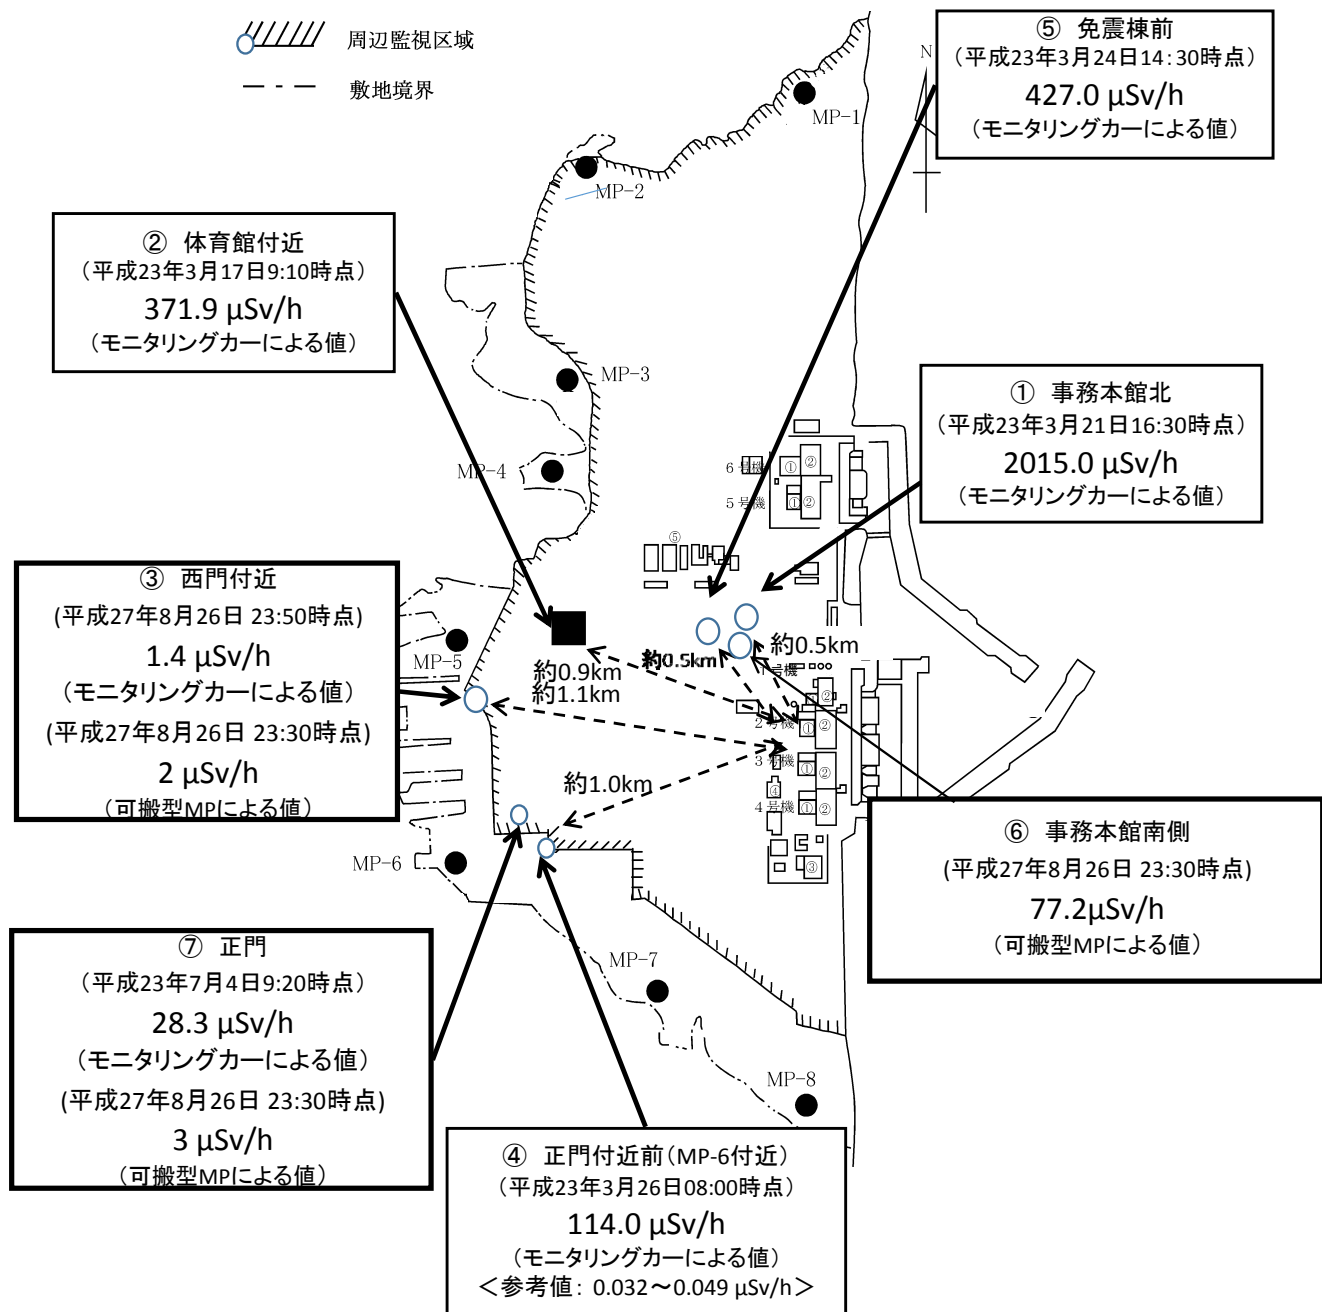 周辺監視区域
敷地境界
⑤ 免震棟前
(平成23年3月24日14:30時点)
427.0 μSv/h
(モニタリングカーによる値)
N
MP-1
MP-2
② 体育館付近
(平成23年3月17日9:10時点)
371.9 μSv/h
(モニタリングカーによる値)
MP-3
① 事務本館北
(平成23年3月21日16:30時点)
2015.0 μSv/h
(モニタリングカーによる値)
MP-4
6号機
①
②
5号機
①
②
⑤
③ 西門付近
(平成27年8月26日 23:50時点)
1.4 μSv/h
(モニタリングカーによる値)
(平成27年8月26日 23:30時点)
2 μSv/h
(可搬型MPによる値)
MP-5
約0.9km
約1.1km
約0.5km
約0.5km
1号機
②
2号機
①
②
3号機
①
②
④
4号機
①
②
③
約1.0km
MP-6
⑥ 事務本館南側
(平成27年8月26日 23:30時点)
77.2μSv/h
(可搬型MPによる値)
⑦ 正門
(平成23年7月4日9:20時点)
28.3 μSv/h
(モニタリングカーによる値)
(平成27年8月26日 23:30時点)
3 μSv/h
(可搬型MPによる値)
MP-7
MP-8
④ 正門付近前(MP-6付近)
(平成23年3月26日08:00時点)
114.0 μSv/h
(モニタリングカーによる値)
＜参考値: 0.032～0.049 μSv/h＞